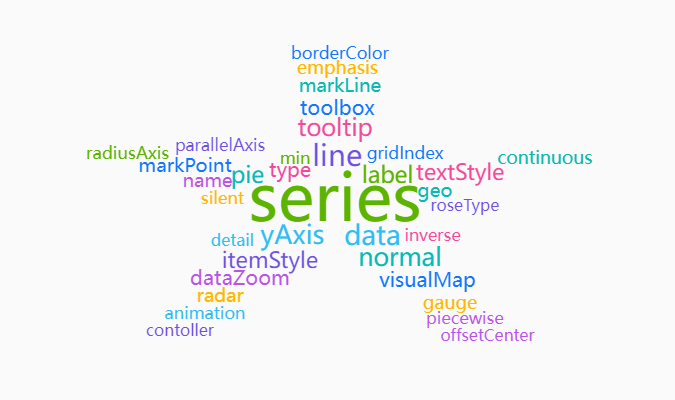 borderColor
emphasis
markLine
toolbox
tooltip
radiusAxis
parallelAxis
min
line
gridIndex
continuous
markPoint
name
pie
type
label
textStyle
silent
series
geo
roseType
detail
yAxis
data
inverse
itemStyle
normal
dataZoom
visualMap
radar
gauge
animation
piecewise
contoller
offsetCenter